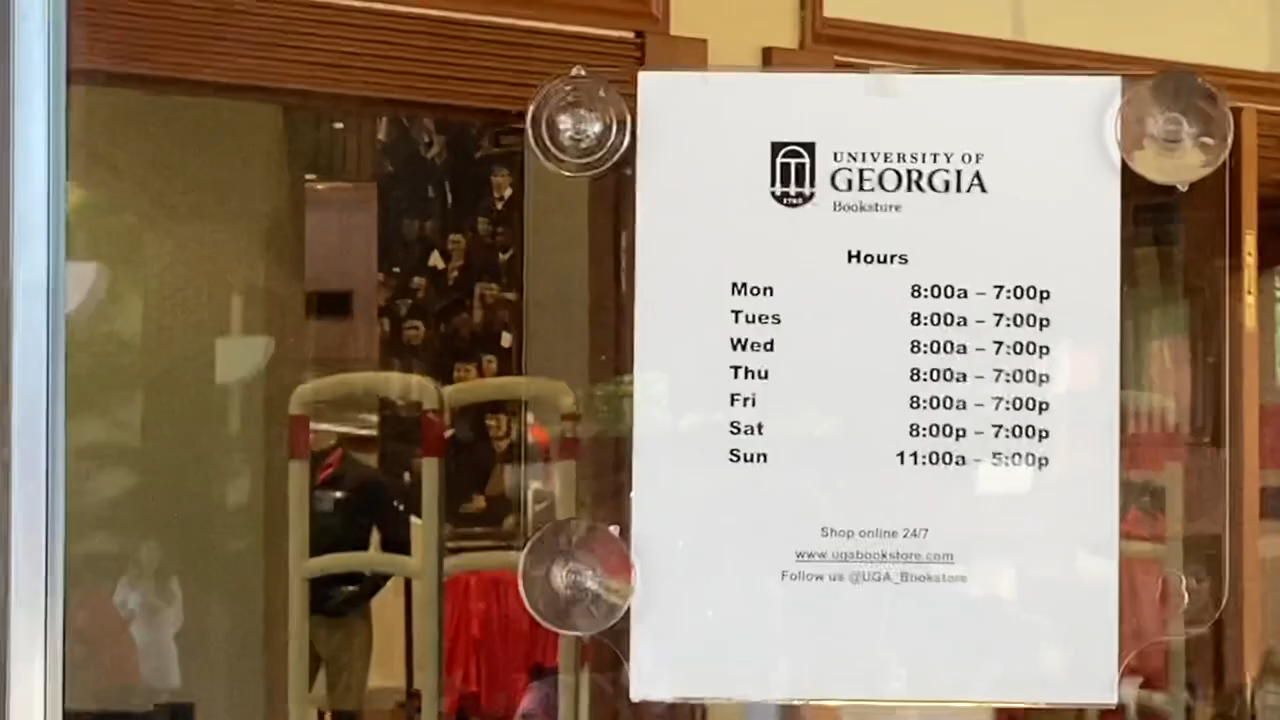 UNIVERSITY OF
GEORGIA
1785
Bookstore
Hours
Mon 8:00a – 7:00p
Tues 8:00a – 7:00p
Wed 8:00a – 7:00p
Thu 8:00a – 7:00p
Fri 8:00a – 7:00p
Sat 8:00p – 7:00p
Sun 11:00a – 5:00p
Shop online 24/7
www.ugabookstore.com
Follow us @UGA_Bookstore